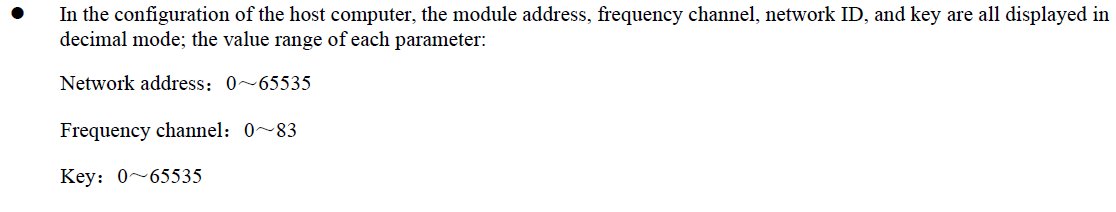 ● In the configuration of the host computer, the module address, frequency channel, network ID, and key are all displayed in
decimal mode; the value range of each parameter:
Network address：0～65535
Frequency channel：0～83
Key：0～65535